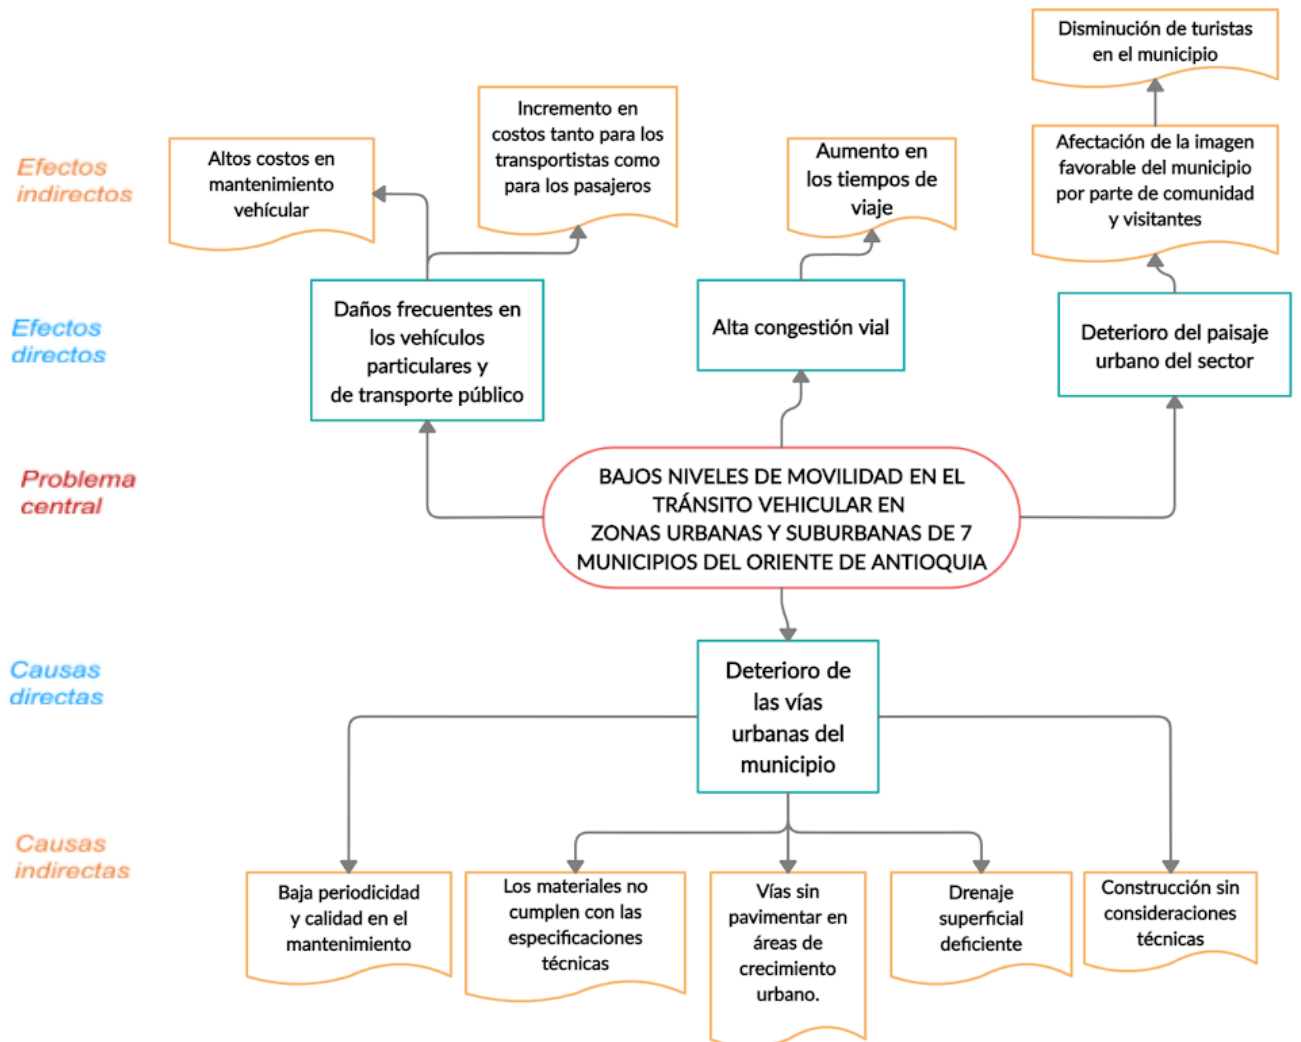 Disminución de turistas
en el municipio
Efectos
indirectos
Altos costos en
mantenimiento
vehícular
Incremento en
costos tanto para los
transportistas como
para los pasajeros
Aumento en
los tiempos de
viaje
Afectación de la imagen
favorable del municipio
por parte de comunidad
y visitantes
Efectos
directos
Daños frecuentes en
los vehículos
particulares y
de transporte público
Alta congestión vial
Deterioro del paisaje
urbano del sector
Problema
central
BAJOS NIVELES DE MOVILIDAD EN EL
TRÁNSITO VEHICULAR EN
ZONAS URBANAS Y SUBURBANAS DE 7
MUNICIPIOS DEL ORIENTE DE ANTIOQUIA
Causas
directas
Deterioro de
las vías
urbanas del
municipio
Causas
indirectas
Baja periodicidad
y calidad en el
mantenimiento
Los materiales no
cumplen con las
especificaciones
técnicas
Vías sin
pavimentar en
áreas de
crecimiento
urbano.
Drenaje
superficial
deficiente
Construcción sin
consideraciones
técnicas